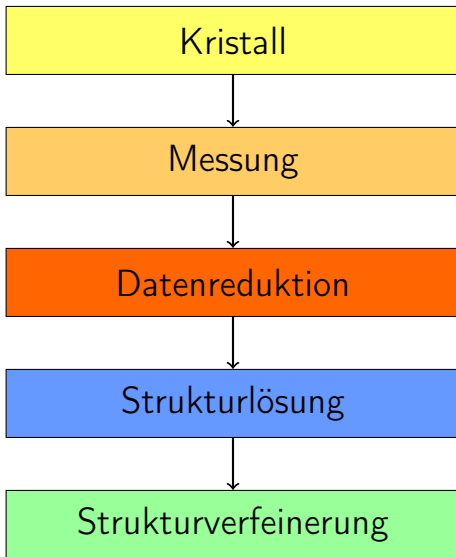 Kristall
Messung
Datenreduktion
Strukturlösung
Strukturverfeinerung